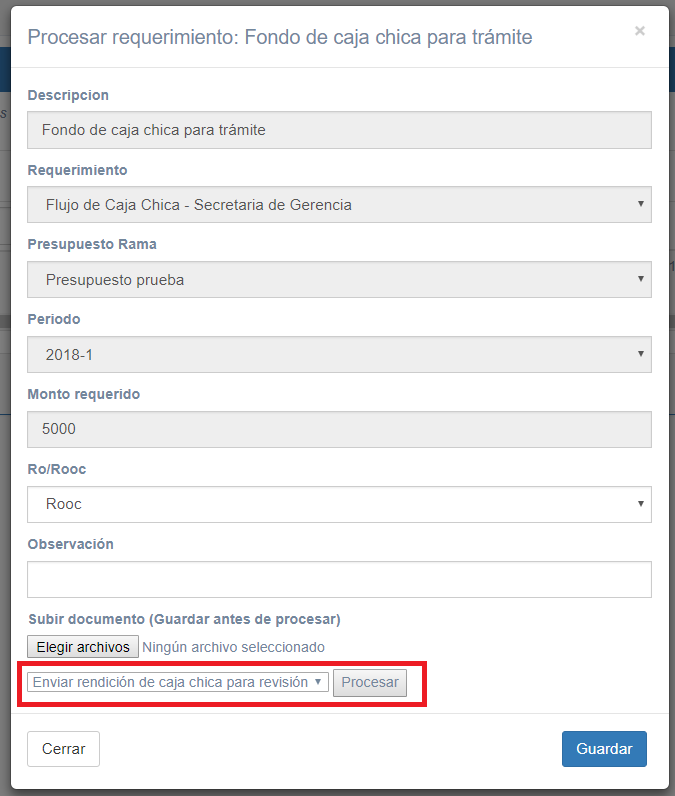 Procesar requerimiento: Fondo de caja chica para trámite ×
Descripcion
Fondo de caja chica para trámite
Requerimiento
Flujo de Caja Chica - Secretaria de Gerencia
Presupuesto Rama
Presupuesto prueba
Periodo
2018-1
Monto requerido
5000
Ro/Rooc
Rooc
Observación
Subir documento (Guardar antes de procesar)
Elegir archivos Ningún archivo seleccionado
Enviar rendición de caja chica para revisión Procesar
Cerrar Guardar